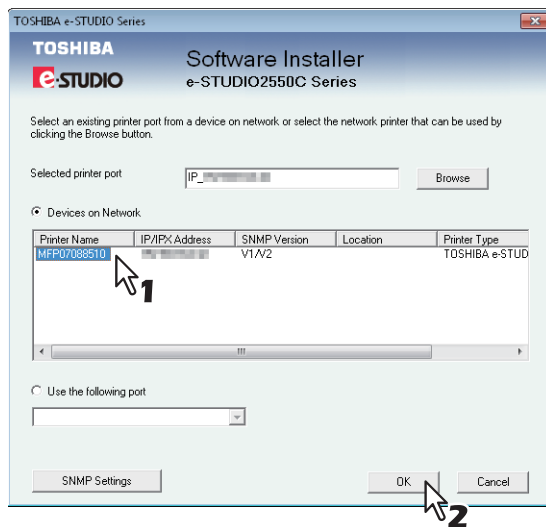 TOSHIBA e-STUDIO Series
TOSHIBA
e-STUDIO
Software Installer
e-STUDIO2550C Series
Select an existing printer port from a device on network or select the network printer that can be used by
clicking the Browse button.
Selected printer port
IP_
Browse
Devices on Network
Printer Name IP/IPX Address SNMP Version Location Printer Type
MFP07088510 V1/V2 TOSHIBA e-STUD
1
Use the following port
SNMP Settings OK Cancel
2